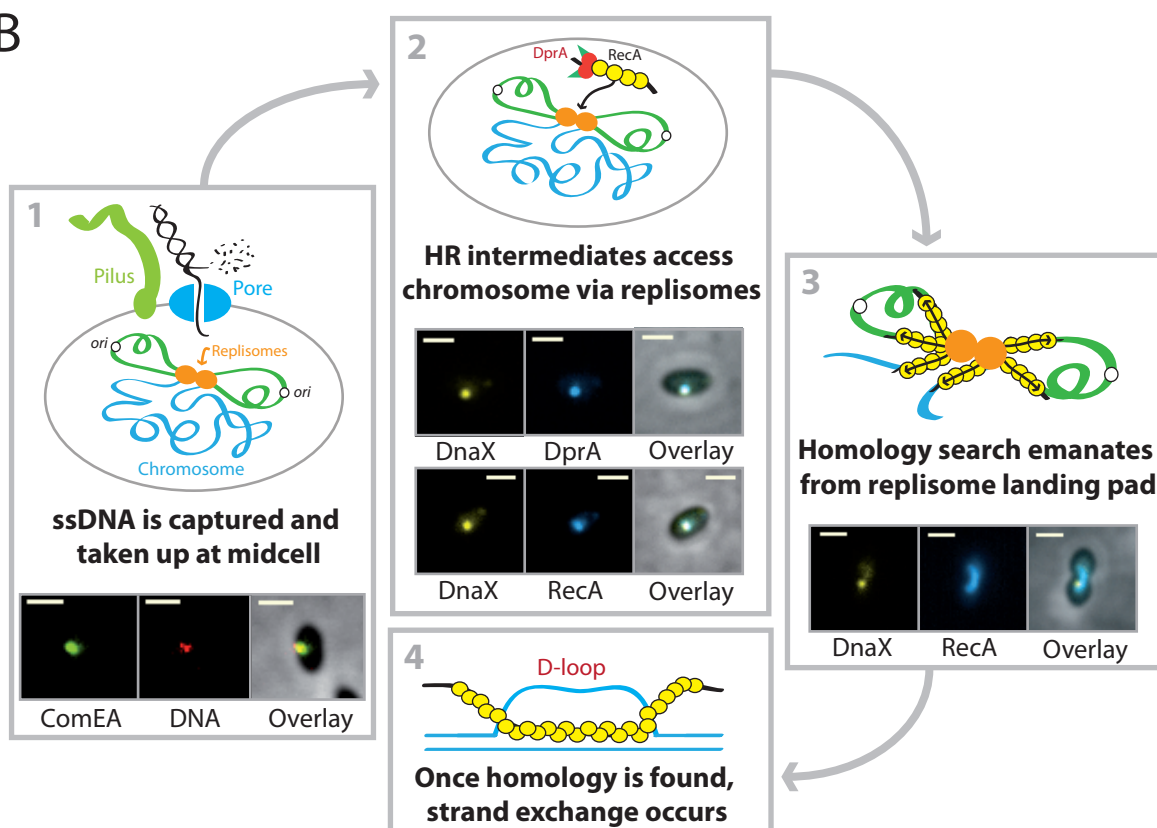 B
1
Pilus
Pore
ori
Replisomes
ori
Chromosome
ssDNA is captured and
taken up at midcell
ComEA DNA Overlay
2
DprA RecA
HR intermediates access
chromosome via replisomes
DnaX DprA Overlay
DnaX RecA Overlay
3
Homology search emanates
from replisome landing pad
DnaX RecA Overlay
4
D-loop
Once homology is found,
strand exchange occurs